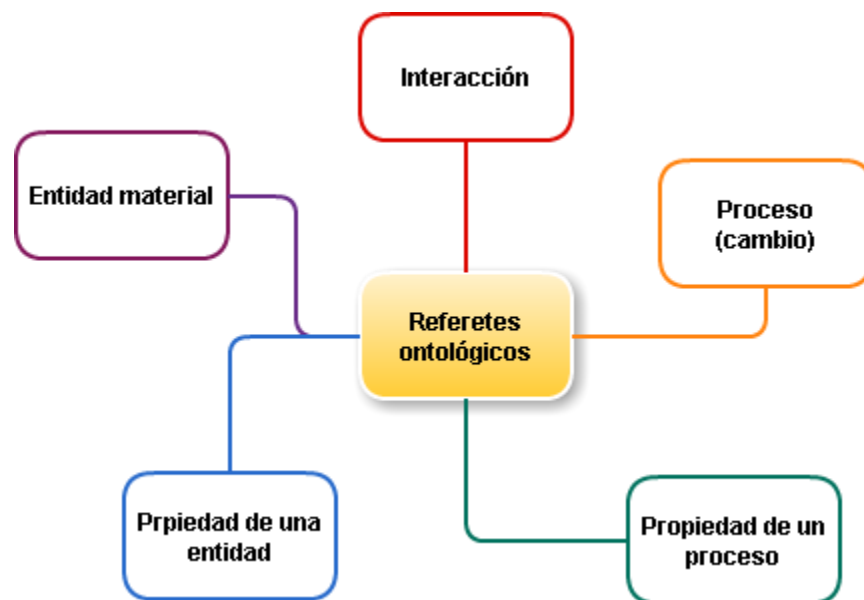 Interacción
Entidad material
Proceso
(cambio)
Referetes
ontológicos
Prpiedad de una
entidad
Propiedad de un
proceso